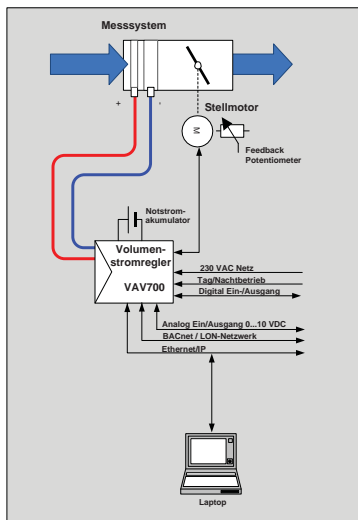 Messsystem
+
-
Stellmotor
M
Feedback
Potentiometer
Notstrom-
akumulator
Volumen-
stromregler
VAV700
230 VAC Netz
Tag/Nachtbetrieb
Digital Ein-/Ausgang
Analog Ein/Ausgang 0...10 VDC
BACnet / LON-Netzwerk
Ethernet/IP
Laptop